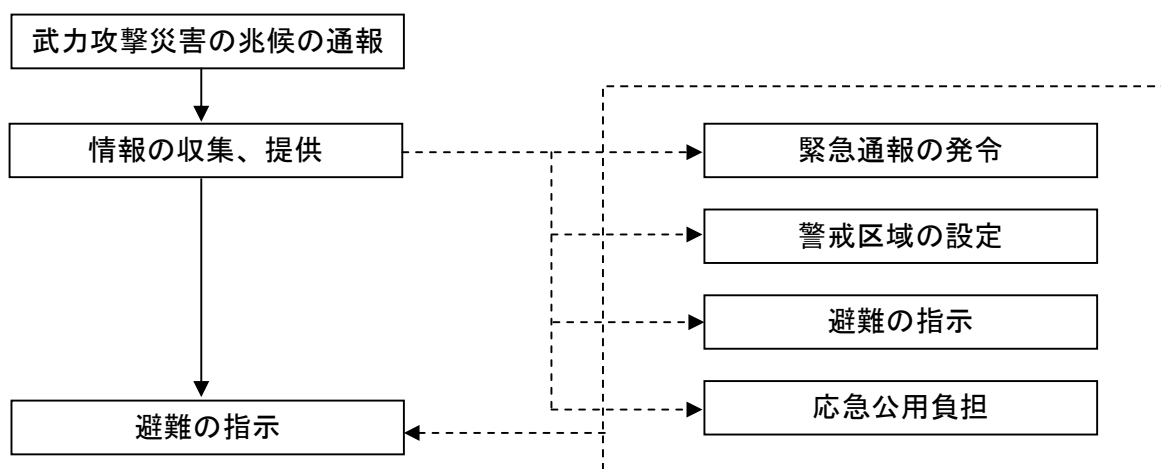 武力攻撃災害の兆候の通報
情報の収集、提供
緊急通報の発令
警戒区域の設定
避難の指示
応急公用負担
避難の指示